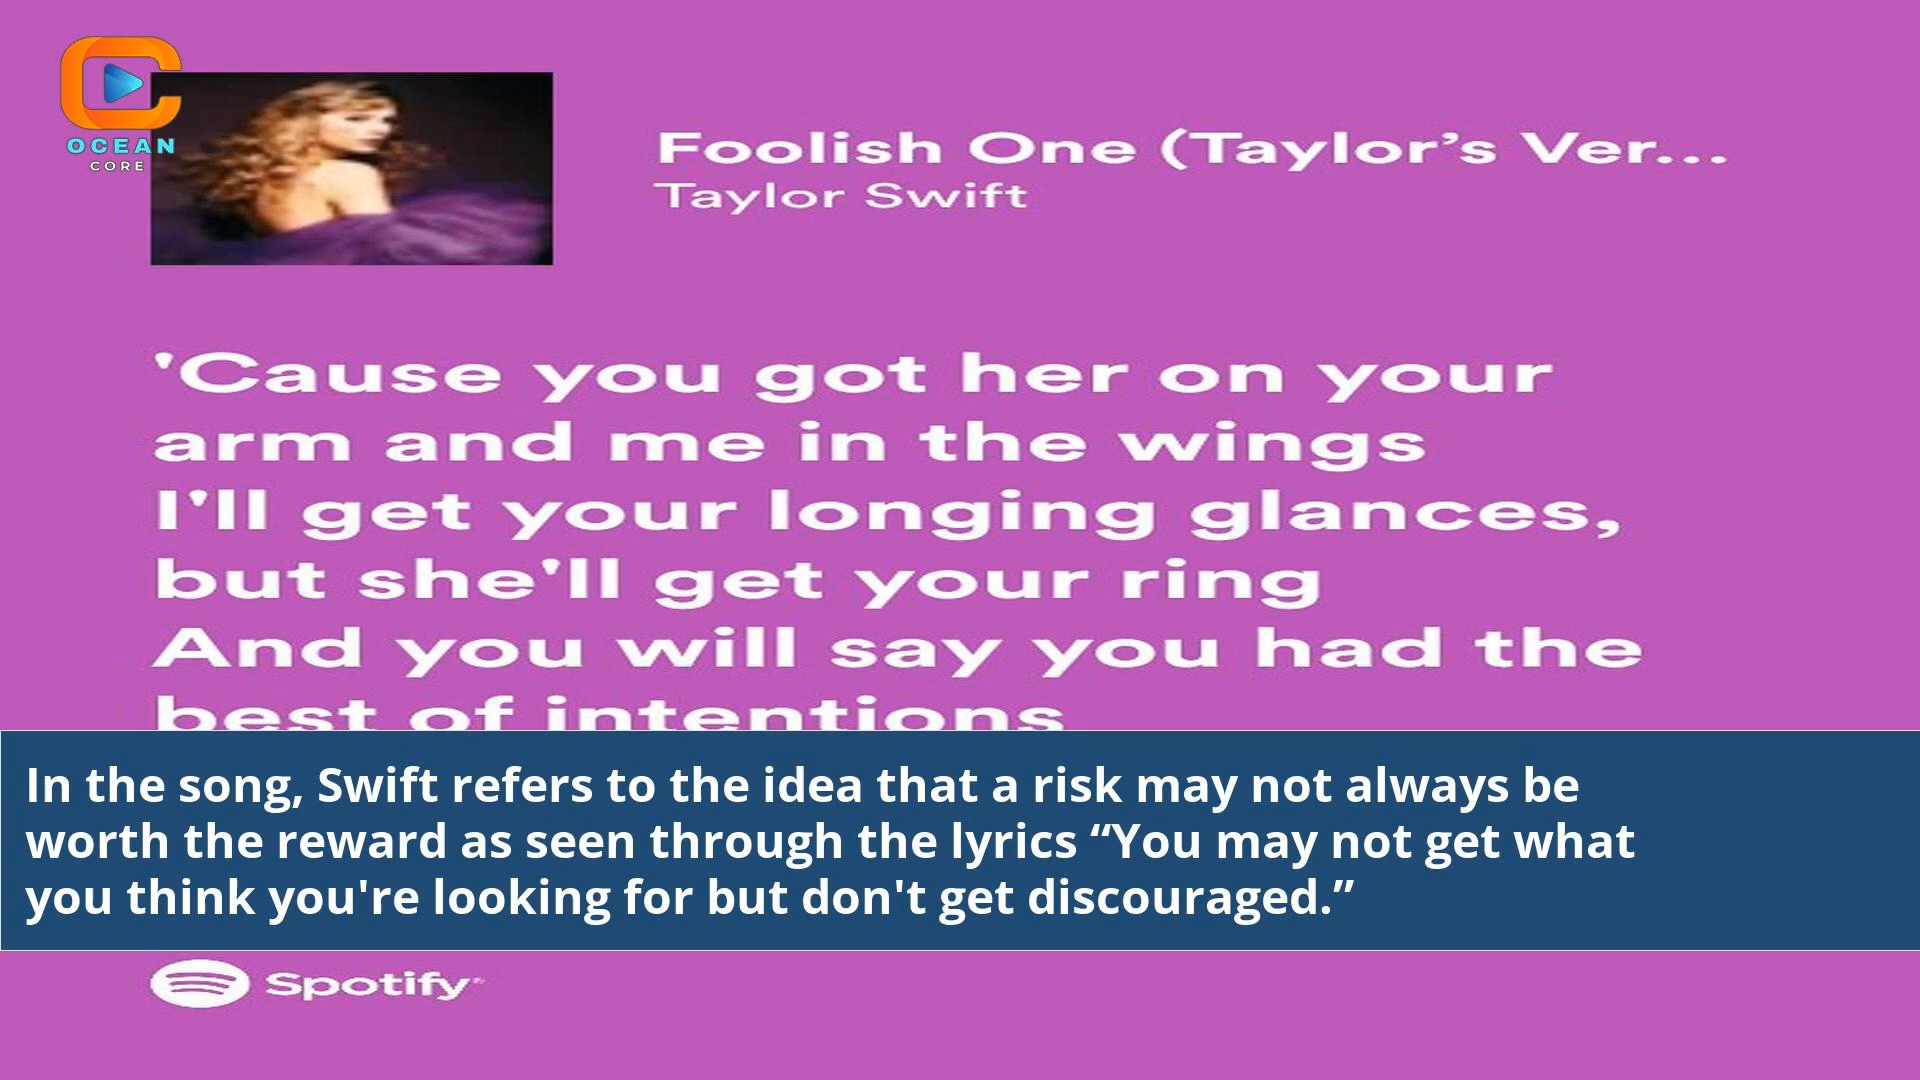 OCEAN
CORE
Foolish One (Taylor’s Ver...
Taylor Swift
'Cause you got her on your
arm and me in the wings
I'll get your longing glances,
but she'll get your ring
And you will say you had the
best of intentions
In the song, Swift refers to the idea that a risk may not always be
worth the reward as seen through the lyrics “You may not get what
you think you're looking for but don't get discouraged.”
Spotify